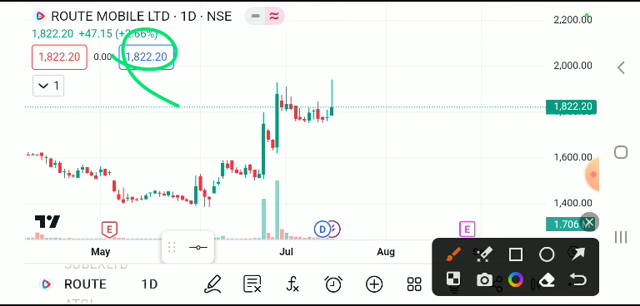 ROUTE MOBILE LTD · 1D · NSE
1,822.20 +47.15 (+2.66%)
1,822.20 0.00 1,822.20
1
2,200.00
2,000.00
1,822.20
1,600.00
1,400.00
1,706
E D E
May Jul Aug
ROUTE 1D